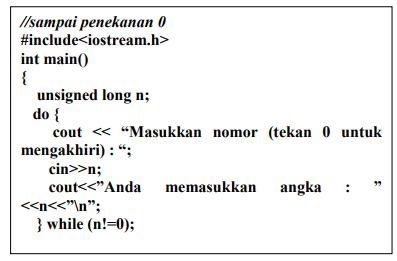 //sampai penekanan 0
#include<iostream.h>
int main()
{
unsigned long n;
do {
cout << “Masukkan nomor (tekan 0 untuk
mengakhiri) : “;
cin>>n;
cout<<”Anda memasukkan angka : ”
<<n<<”\n”;
} while (n!=0);